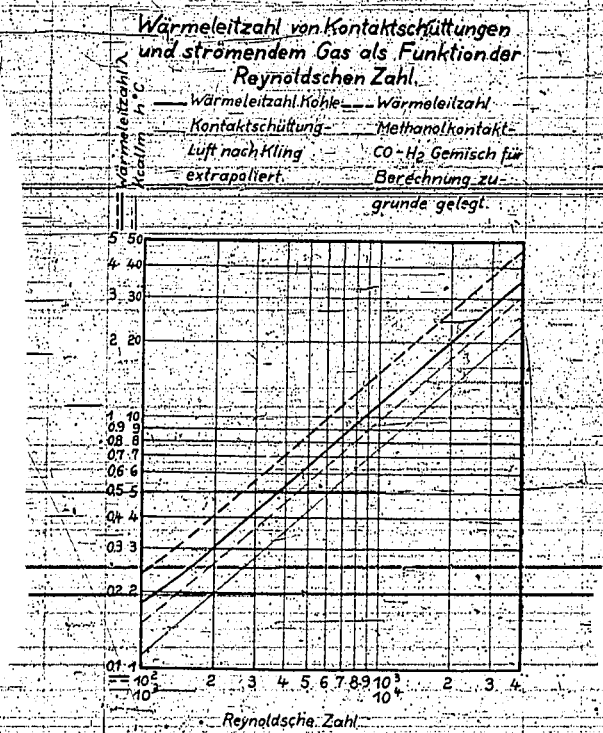 Wärmeleitzahl von Kontaktschüttungen
und strömendem Gas als Funktion der
Reynoldschen Zahl.
Wärmeleitzahl Kohle
Kontaktschüttung-
Luft nach Kling
extrapoliert.
Wärmeleitzahl
Methanolkontakt-
CO-H₂ Gemisch für
Berechnung zu-
grunde gelegt.
Wärmeleitzahl λ
kcal/m h °C
5 50
4 40
3 30
2 20
1 10
0,9 9
0,8 8
0,7 7
0,6 6
0,5 5
0,4 4
0,3 3
0,2 2
0,1 1
10² 2 3 4 5 6 7 8 9 10³ 2 3 4
10³ 10⁴
Reynoldsche Zahl